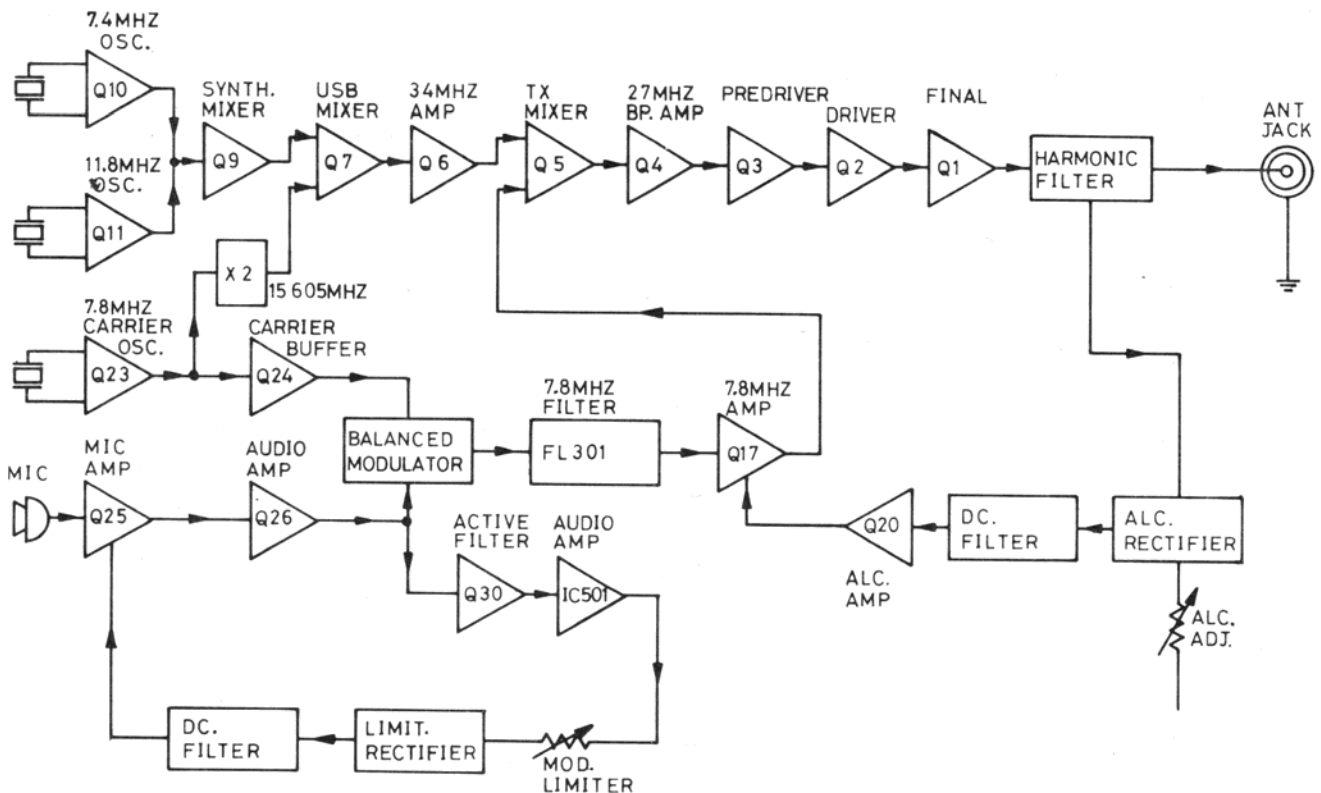 7.4MHZ
OSC.
Q10
11.8MHZ
OSC.
Q11
SYNTH.
MIXER
Q9
USB
MIXER
Q7
34MHZ
AMP
Q6
TX
MIXER
Q5
27MHZ
BP. AMP
Q4
PREDRIVER
Q3
DRIVER
Q2
FINAL
Q1
HARMONIC
FILTER
ANT
JACK
X 2
15 605MHZ
7.8MHZ
CARRIER
OSC.
Q23
CARRIER
BUFFER
Q24
BALANCED
MODULATOR
7.8MHZ
FILTER
FL301
7.8MHZ
AMP
Q17
MIC
MIC
AMP
Q25
AUDIO
AMP
Q26
ACTIVE
FILTER
Q30
AUDIO
AMP
IC501
Q20
ALC.
AMP
DC.
FILTER
ALC.
RECTIFIER
ALC.
ADJ.
DC.
FILTER
LIMIT.
RECTIFIER
MOD.
LIMITER